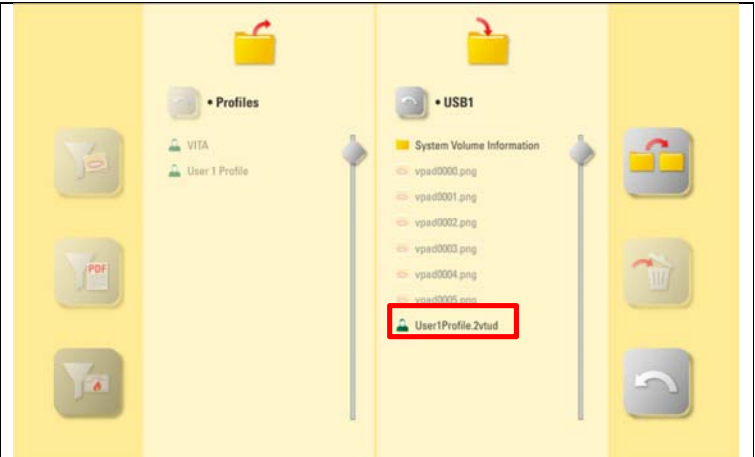 • Profiles
VITA
User 1 Profile
• USB1
System Volume Information
vpad0000.png
vpad0001.png
vpad0002.png
vpad0003.png
vpad0004.png
vpad0005.png
User1Profile.2vtud
PDF